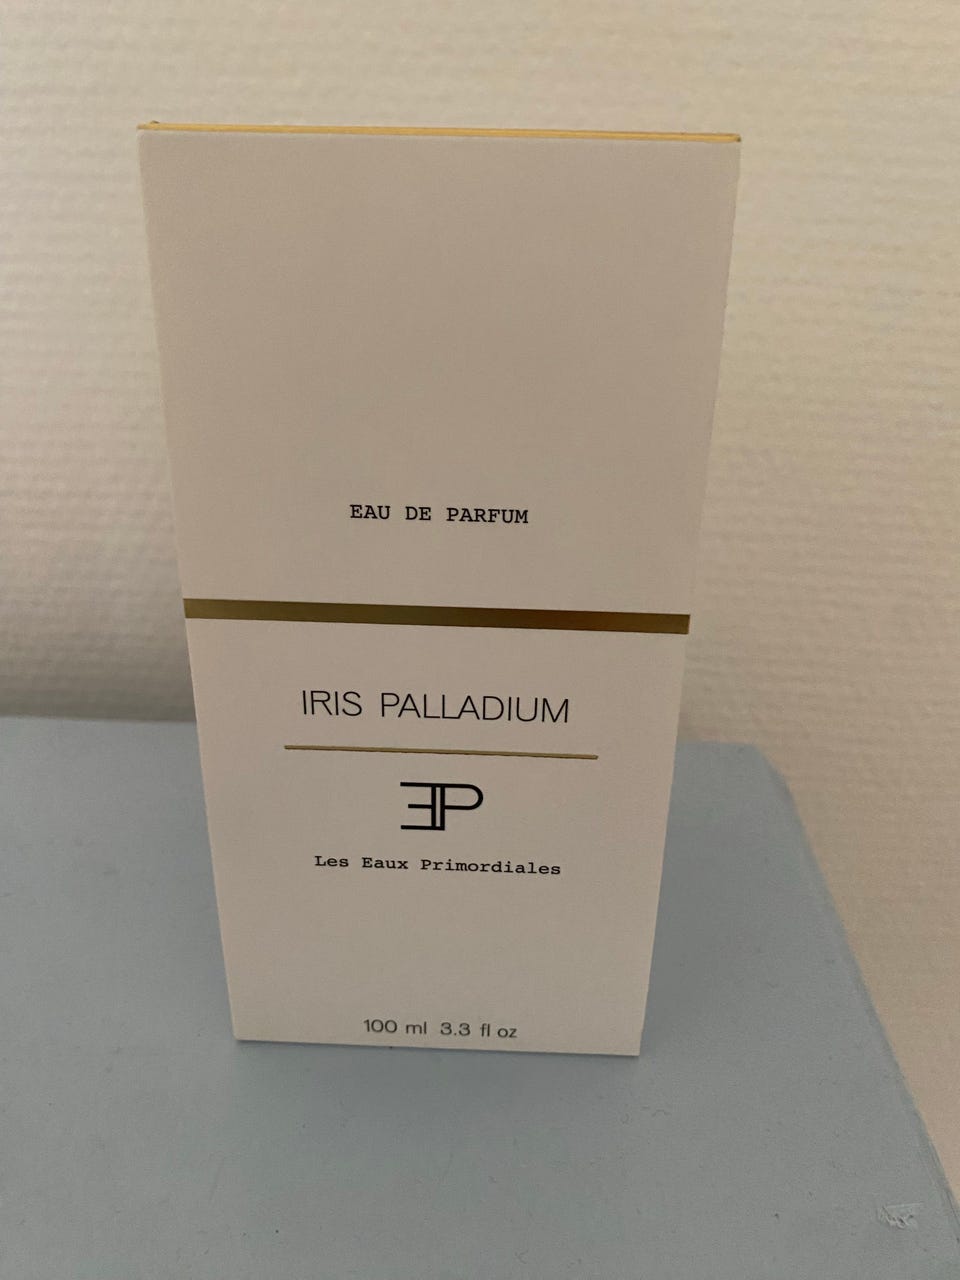 EAU DE PARFUM
IRIS PALLADIUM
EP
Les Eaux Primordiales
100 ml 3.3 fl oz